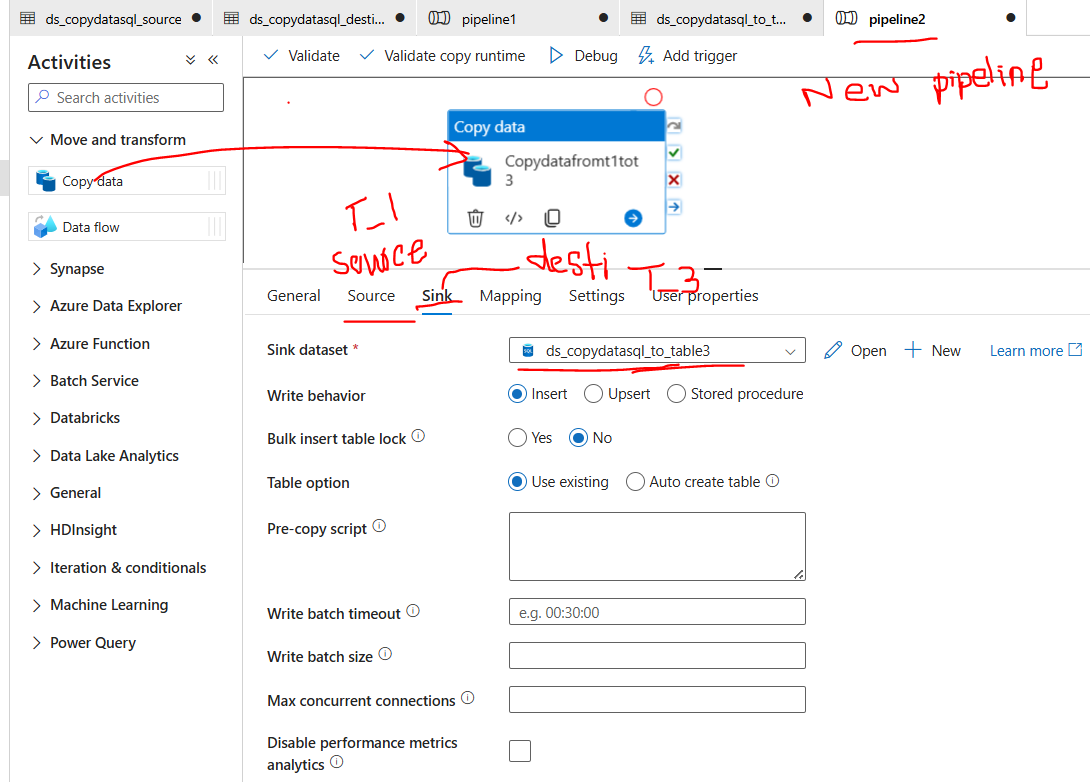 ds_copydatasql_source
ds_copydatasql_desti...
pipeline1
ds_copydatasql_to_t...
pipeline2
Activities
Validate
Validate copy runtime
Debug
Add trigger
New pipeline
Search activities
Move and transform
Copy data
Data flow
Synapse
Azure Data Explorer
Azure Function
Batch Service
Databricks
Data Lake Analytics
General
HDInsight
Iteration & conditionals
Machine Learning
Power Query
Copy data
Copydatafromt1tot
3
T_1
source
desti T_3
General
Source
Sink
Mapping
Settings
User properties
Sink dataset *
ds_copydatasql_to_table3
Open
New
Learn more
Write behavior
Insert
Upsert
Stored procedure
Bulk insert table lock
Yes
No
Table option
Use existing
Auto create table
Pre-copy script
Write batch timeout
e.g. 00:30:00
Write batch size
Max concurrent connections
Disable performance metrics
analytics